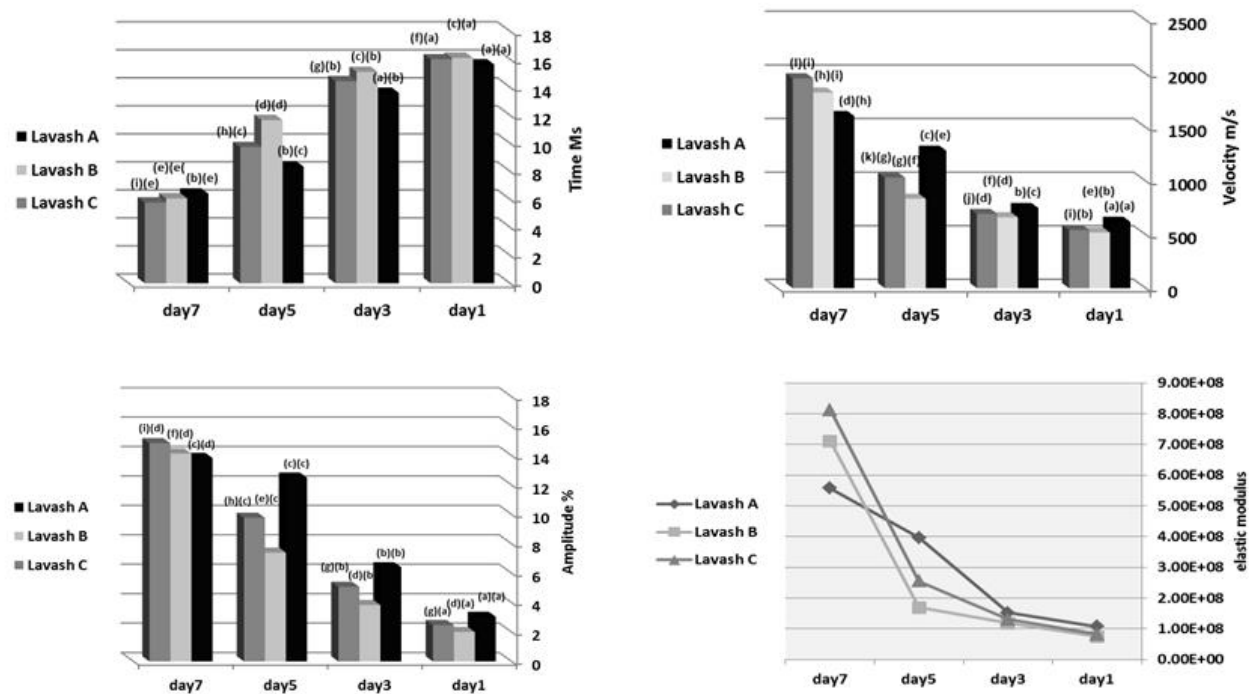 (c)(a)
(f)(a)
(a)(a)
(c)(b)
(g)(b)
(a)(b)
(d)(d)
(h)(c)
(b)(c)
(e)(e(
(i)(e)
(b)(e)
Lavash A
Lavash B
Lavash C
18
16
14
12
10
8
6
4
2
0
Time Ms
day7 day5 day3 day1
(l)(i)
(h)(i)
(d)(h)
(c)(e)
(k)(g)
(g)(f)
(f)(d)
(j)(d)
b)(c)
(e)(b)
(i)(b)
(a)(a)
Lavash A
Lavash B
Lavash C
2500
2000
1500
1000
500
0
Velocity m/s
day7 day5 day3 day1
(i)(d)
(f)(d)
(c)(d)
(c)(c)
(h)(c)
(e)(c
(b)(b)
(g)(b)
(d)(b
(g)(a)
(d)(a)
(a)(a)
Lavash A
Lavash B
Lavash C
18
16
14
12
10
8
6
4
2
0
Amplitude %
day7 day5 day3 day1
Lavash A
Lavash B
Lavash C
9.00E+08
8.00E+08
7.00E+08
6.00E+08
5.00E+08
4.00E+08
3.00E+08
2.00E+08
1.00E+08
0.00E+00
elastic modulus
day7 day5 day3 day1